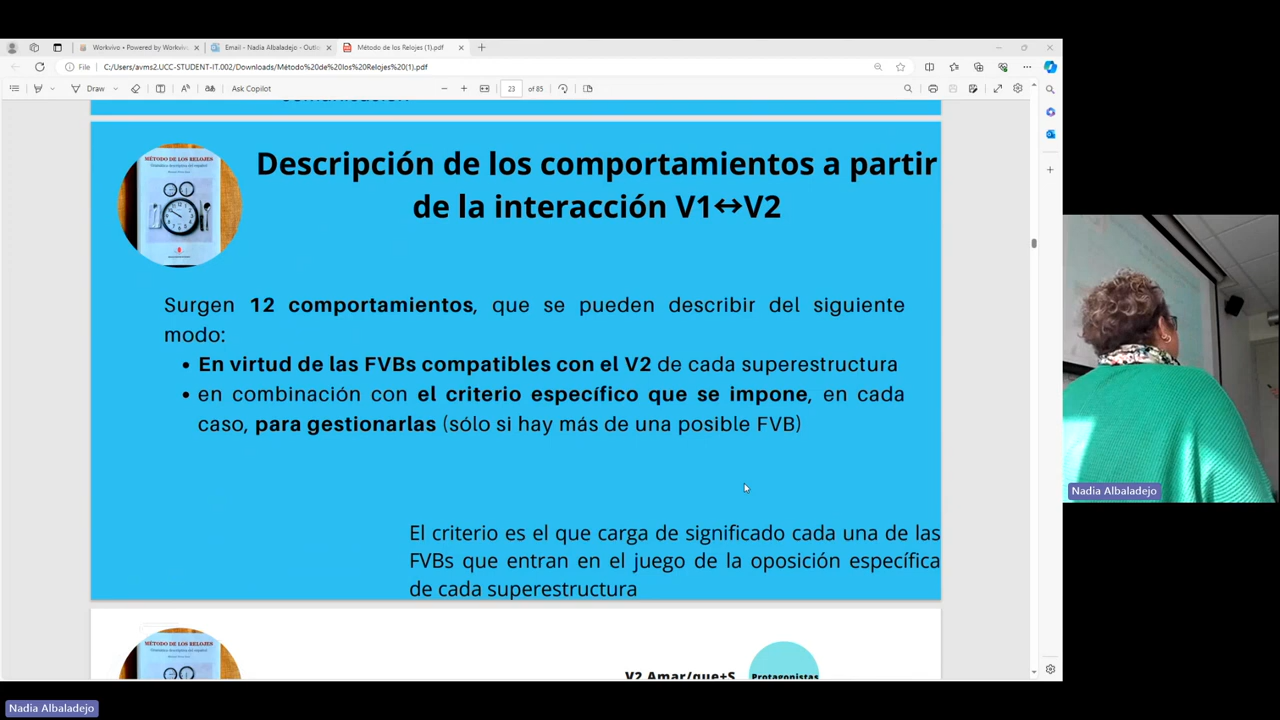 Workvivo • Powered by Workviv
Email - Nadia Albaladejo - Outlo
Método de los Relojes (1).pdf
File
C:/Users/avms2.UCC-STUDENT-IT.002/Downloads/Método%20de%20los%20Relojes%20(1).pdf
Draw
Ask Copilot
23
of 85
comunicación
MÉTODO DE LOS RELOJES
Descripción de los comportamientos a partir
de la interacción V1↔V2
Surgen 12 comportamientos, que se pueden describir del siguiente
modo:
• En virtud de las FVBs compatibles con el V2 de cada superestructura
• en combinación con el criterio específico que se impone, en cada
caso, para gestionarlas (sólo si hay más de una posible FVB)
El criterio es el que carga de significado cada una de las
FVBs que entran en el juego de la oposición específica
de cada superestructura
MÉTODO DE LOS RELOJES
V2 Amar/que+S
Protagonistas
Nadia Albaladejo
Nadia Albaladejo